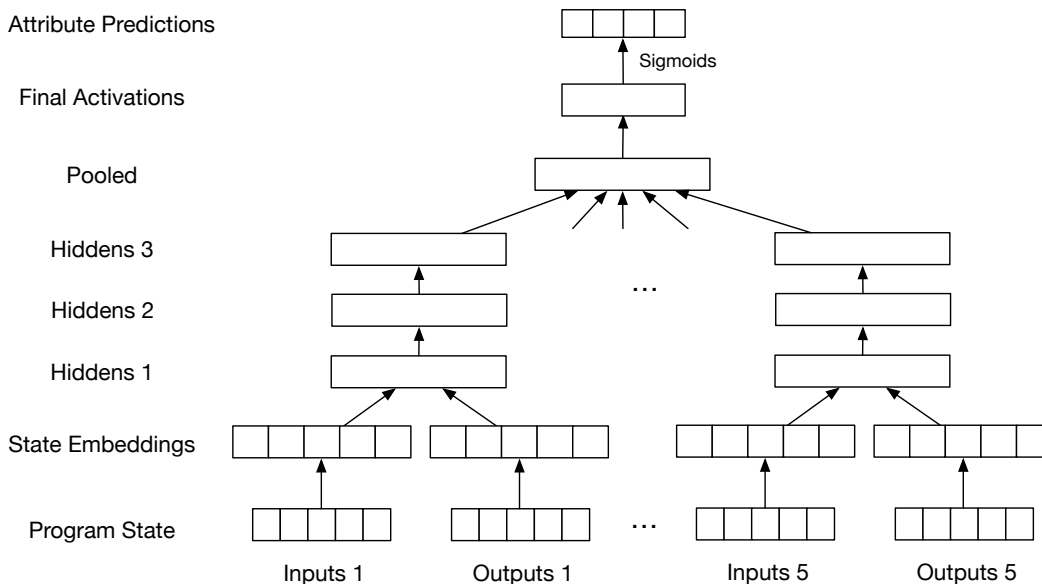 Attribute Predictions
Sigmoids
Final Activations
Pooled
Hiddens 3
...
Hiddens 2
Hiddens 1
State Embeddings
Program State
...
Inputs 1 Outputs 1 Inputs 5 Outputs 5